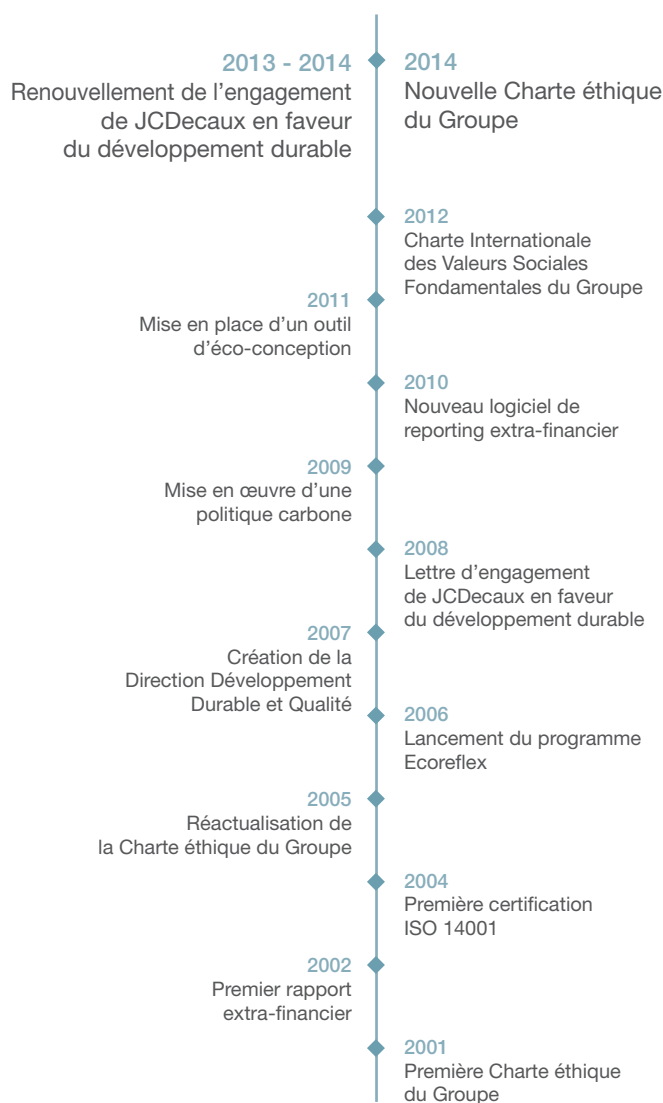 2013 - 2014
Renouvellement de l’engagement
de JCDecaux en faveur
du développement durable
2014
Nouvelle Charte éthique
du Groupe
2012
Charte Internationale
des Valeurs Sociales
Fondamentales du Groupe
2011
Mise en place d’un outil
d’éco-conception
2010
Nouveau logiciel de
reporting extra-financier
2009
Mise en œuvre d’une
politique carbone
2008
Lettre d’engagement
de JCDecaux en faveur
du développement durable
2007
Création de la
Direction Développement
Durable et Qualité
2006
Lancement du programme
Ecoreflex
2005
Réactualisation de
la Charte éthique du Groupe
2004
Première certification
ISO 14001
2002
Premier rapport
extra-financier
2001
Première Charte éthique
du Groupe